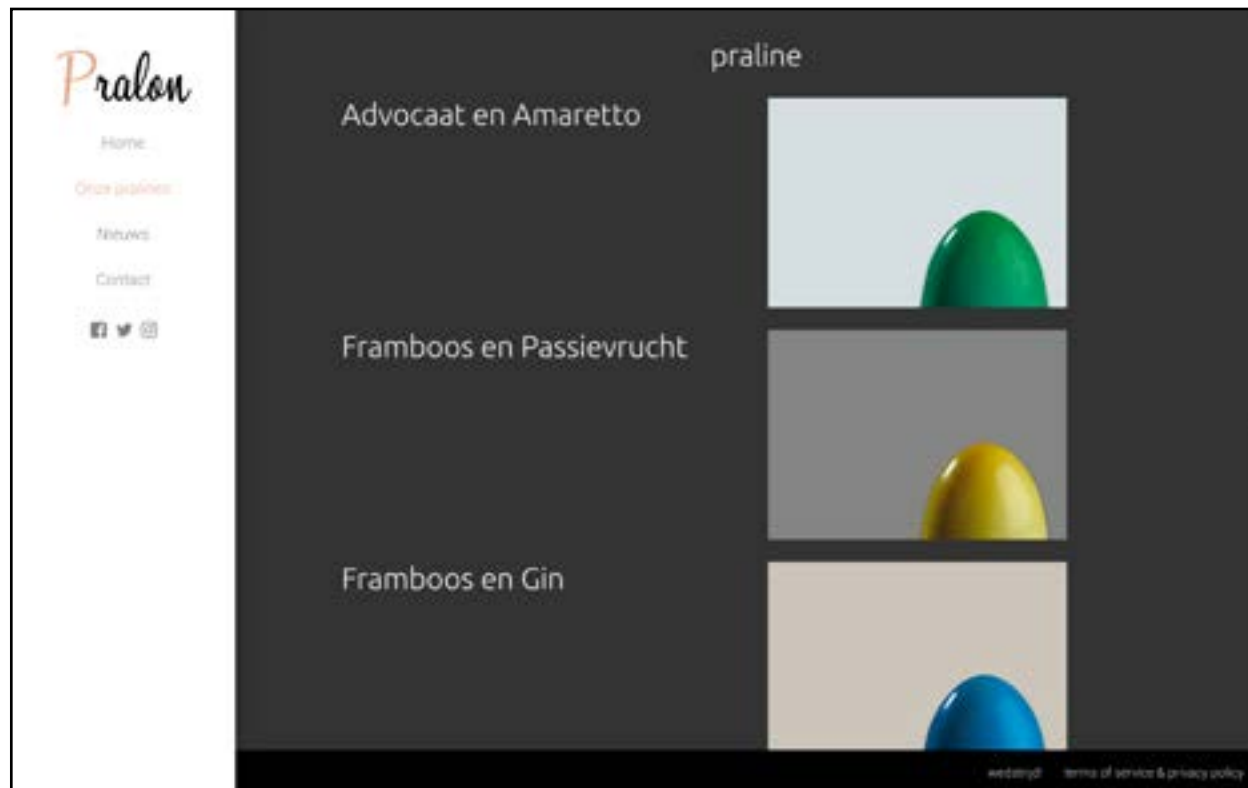 Pralon
Home
Onze pralines
Nieuws
Contact
praline
Advocaat en Amaretto
Framboos en Passievrucht
Framboos en Gin
wedstrijd terms of service & privacy policy